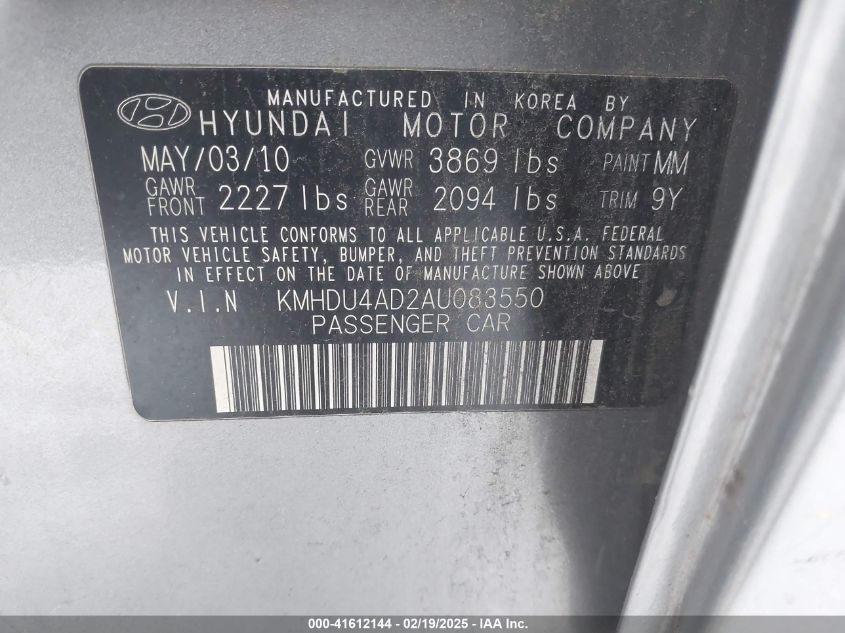 MANUFACTURED IN KOREA BY
HYUNDAI MOTOR COMPANY
MAY/03/10 GVWR 3869 lbs PAINT MM
GAWR FRONT 2227 lbs GAWR REAR 2094 lbs TRIM 9Y
THIS VEHICLE CONFORMS TO ALL APPLICABLE U.S.A. FEDERAL
MOTOR VEHICLE SAFETY, BUMPER, AND THEFT PREVENTION STANDARDS
IN EFFECT ON THE DATE OF MANUFACTURE SHOWN ABOVE
V.I.N KMHDU4AD2AU083550
PASSENGER CAR
000-41612144 - 02/19/2025 - IAA Inc.